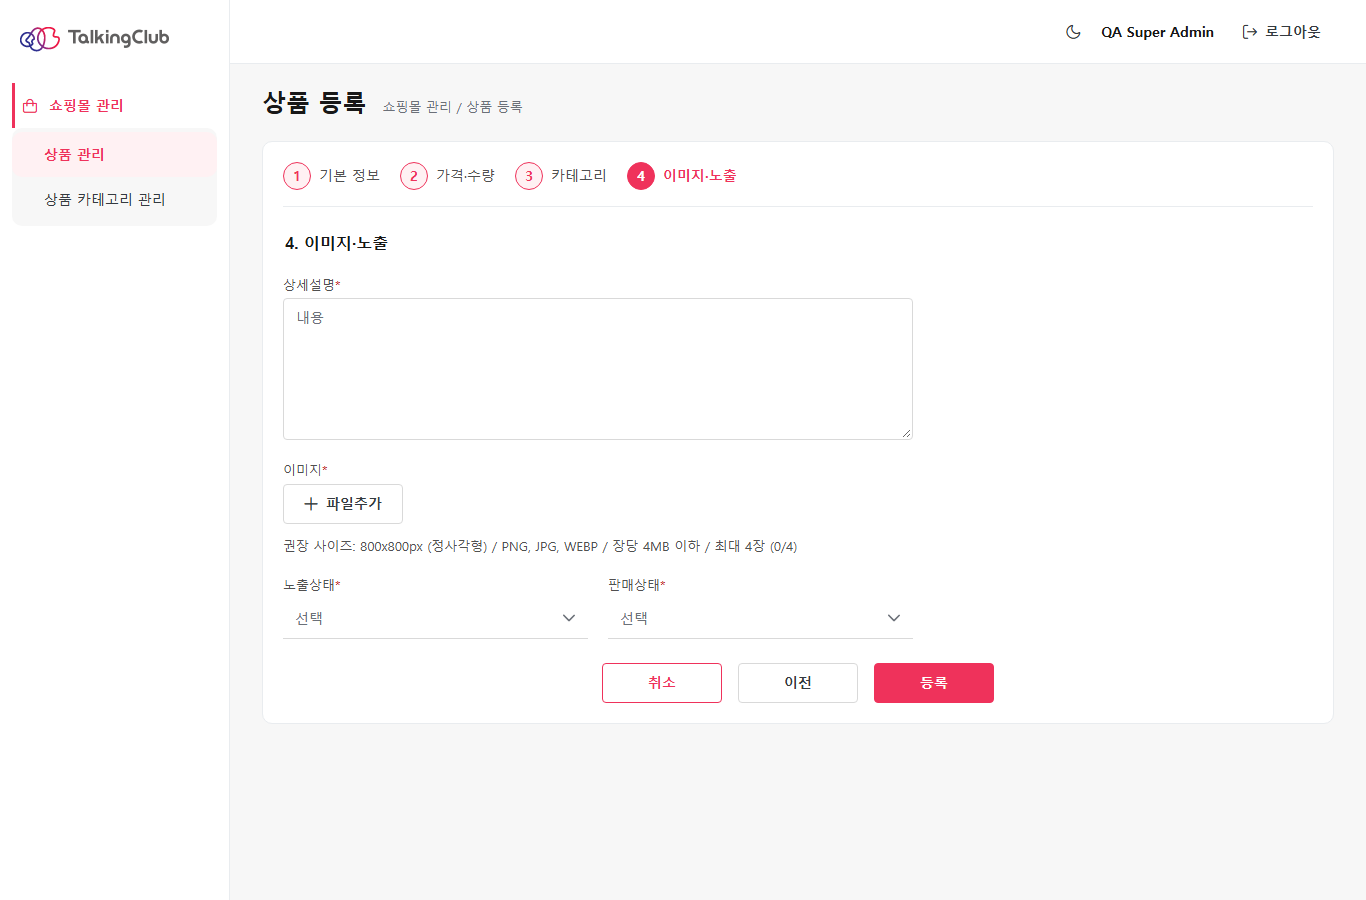 TalkingClub
QA Super Admin
로그아웃
쇼핑몰 관리
상품 관리
상품 카테고리 관리
상품 등록
쇼핑몰 관리 / 상품 등록
1 기본 정보 2 가격·수량 3 카테고리 4 이미지·노출
4. 이미지·노출
상세설명*
내용
이미지*
파일추가
권장 사이즈: 800x800px (정사각형) / PNG, JPG, WEBP / 장당 4MB 이하 / 최대 4장 (0/4)
노출상태* 판매상태*
선택 선택
취소 이전 등록